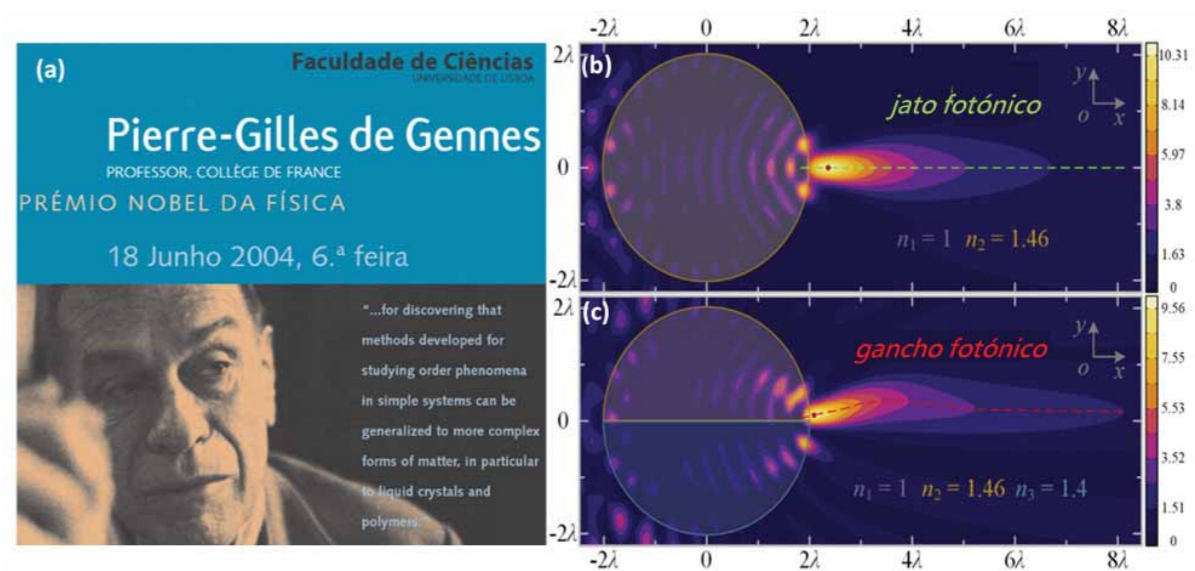 (a)
Faculdade de Ciências
UNIVERSIDADE DE LISBOA
Pierre-Gilles de Gennes
PROFESSOR, COLLÈGE DE FRANCE
PRÉMIO NOBEL DA FÍSICA
18 Junho 2004, 6.ª feira
"...for discovering that
methods developed for
studying order phenomena
in simple systems can be
generalized to more complex
forms of matter, in particular
to liquid crystals and
polymers.
-2λ 0 2λ 4λ 6λ 8λ
2λ
0
-2λ
(b)
jato fotónico
y
o x
n₁ = 1 n₂ = 1.46
10.31
8.14
5.97
3.8
1.63
0
2λ
0
-2λ
(c)
gancho fotónico
y
o x
n₁ = 1 n₂ = 1.46 n₃ = 1.4
9.56
7.55
5.53
3.52
1.51
0
-2λ 0 2λ 4λ 6λ 8λ